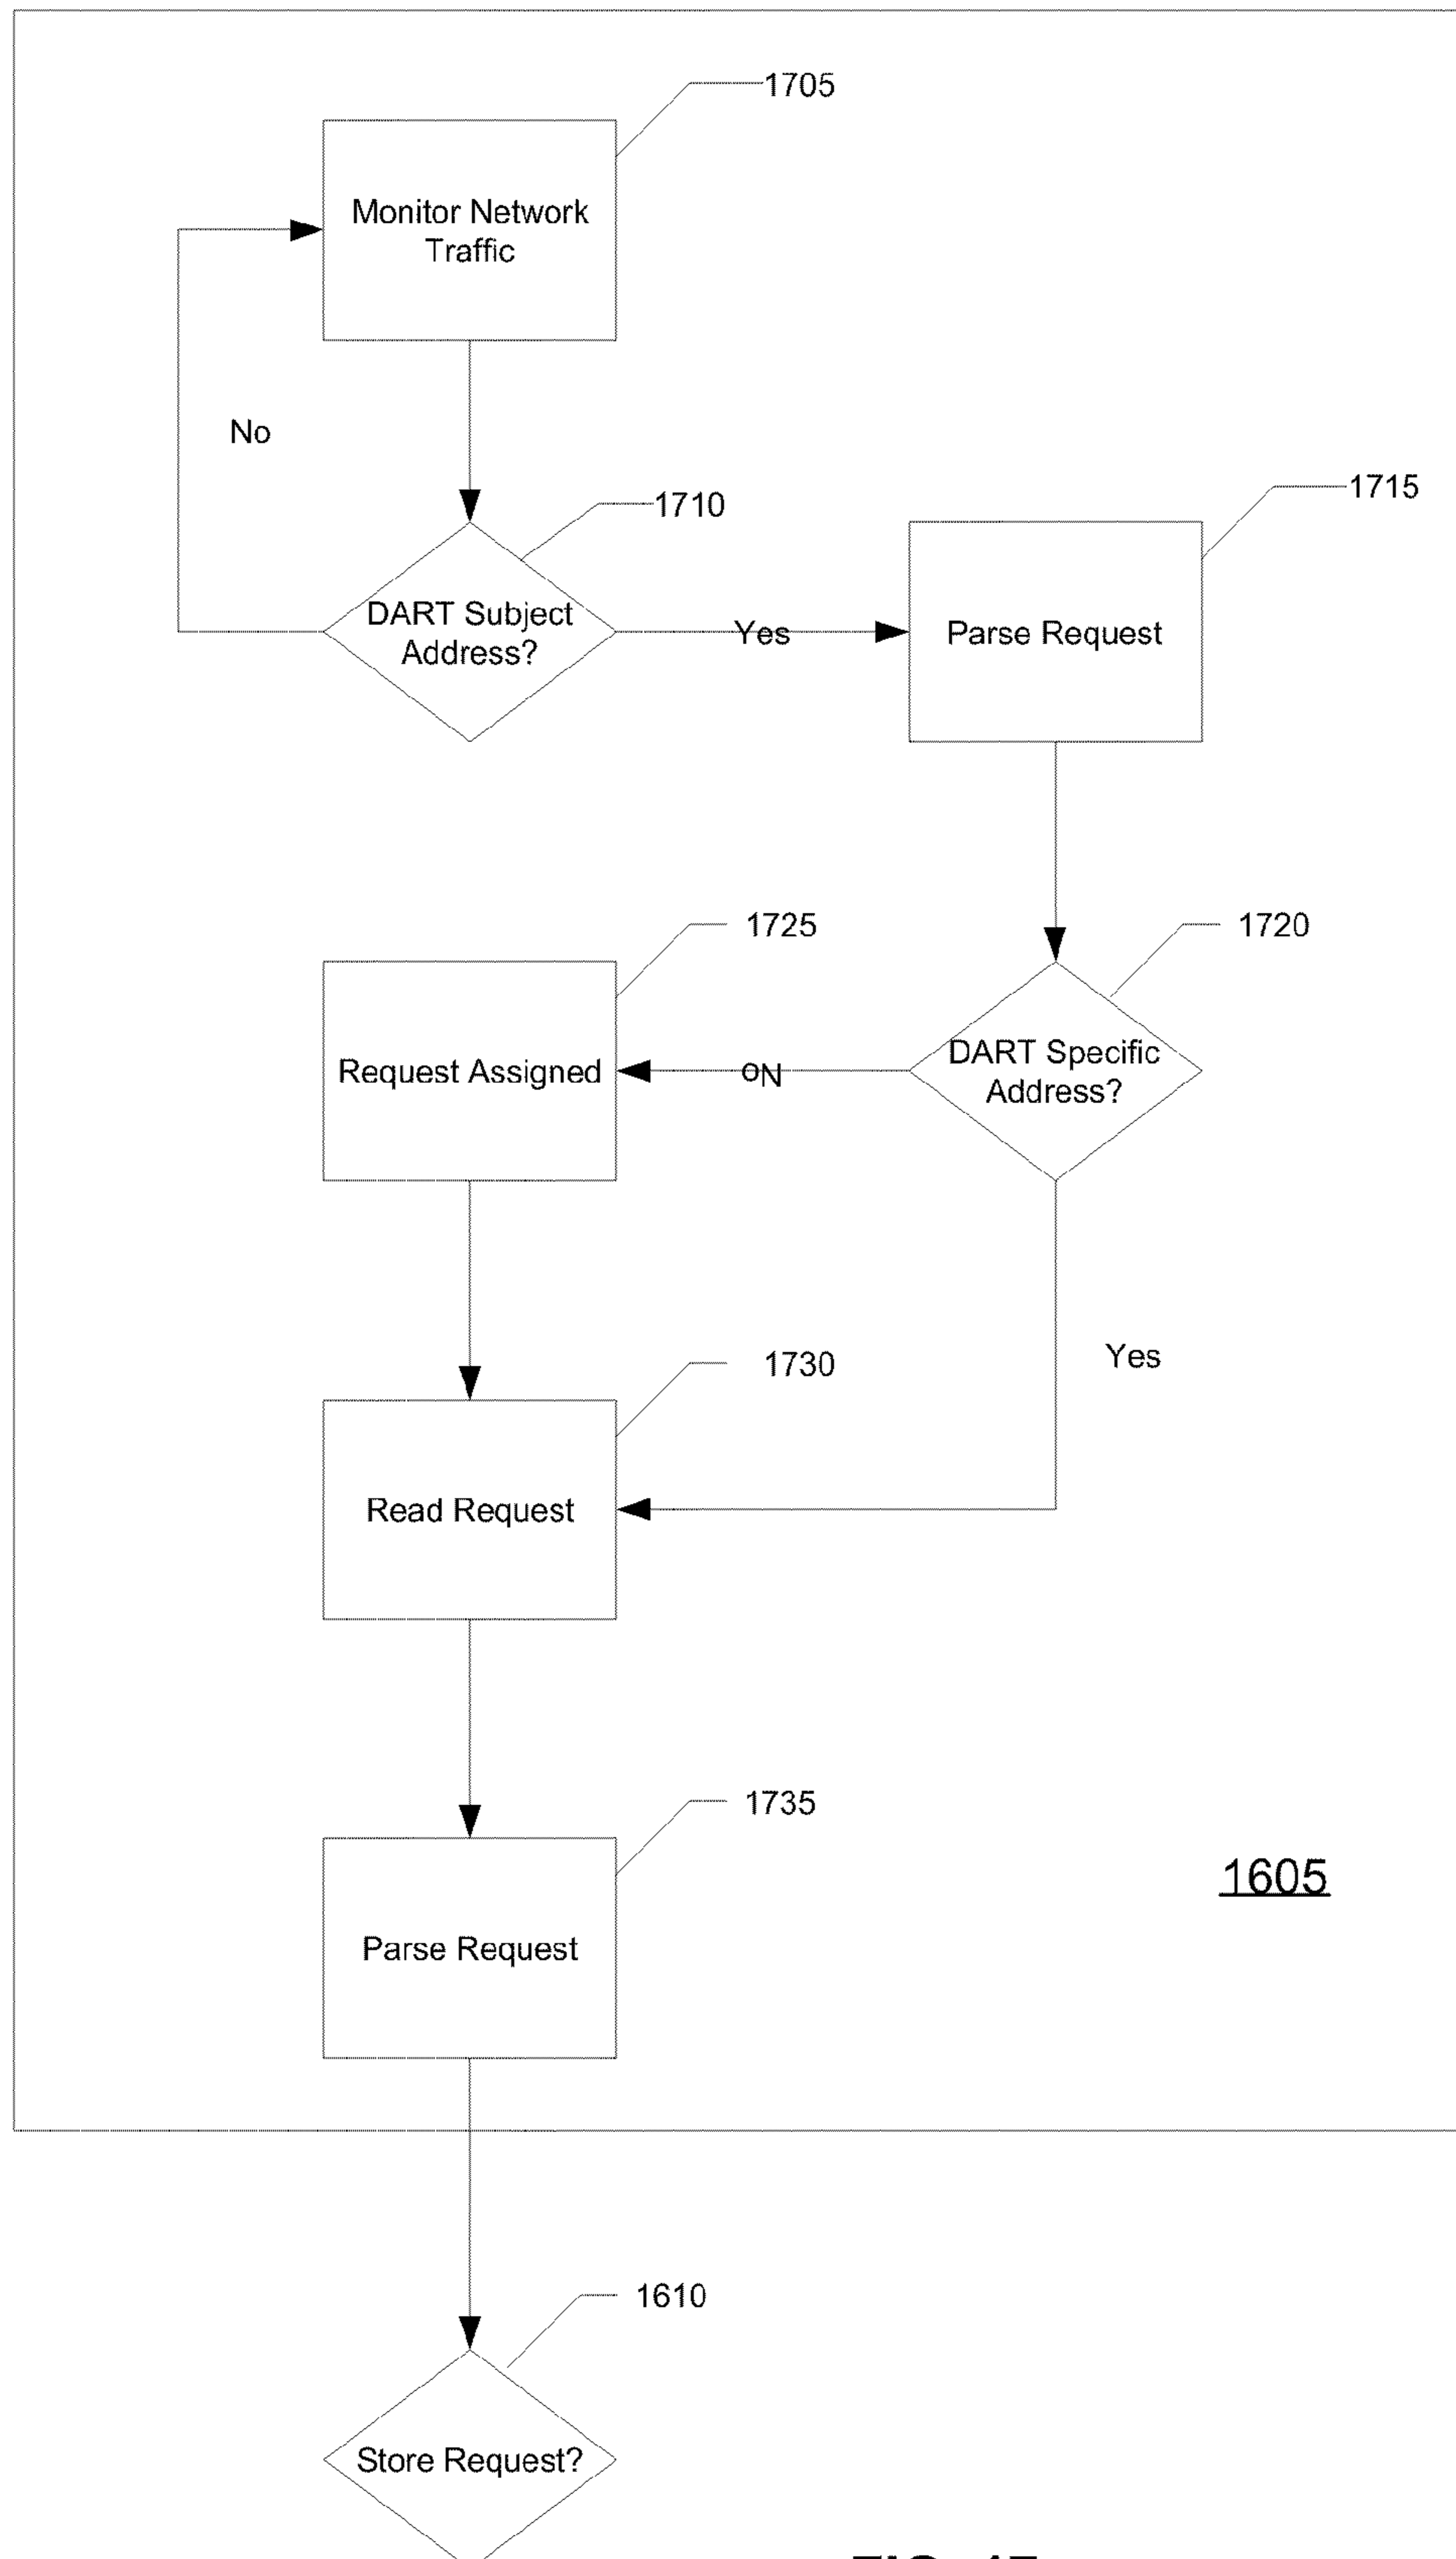 1705
Monitor Network
Traffic
No
1710
1715
DART Subject
Address?
Yes
Parse Request
1725
1720
Request Assigned
No
DART Specific
Address?
1730
Yes
Read Request
1735
1605
Parse Request
1610
Store Request?